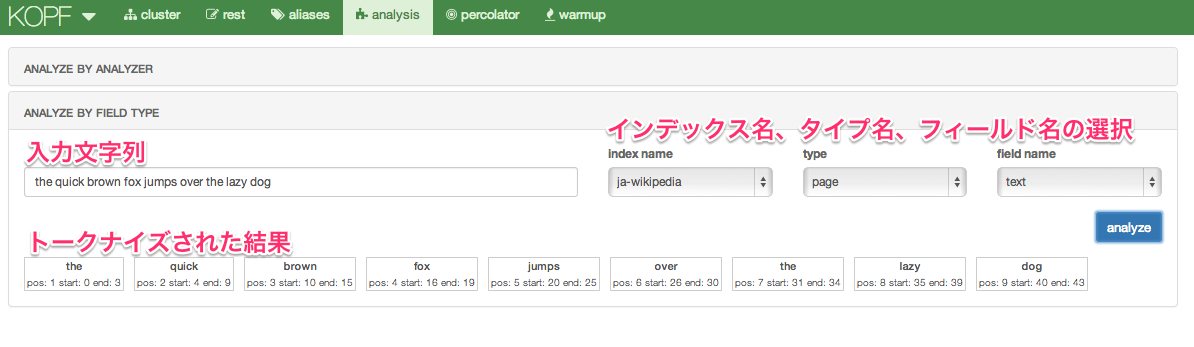 KOPF cluster rest aliases analysis percolator warmup
ANALYZE BY ANALYZER
ANALYZE BY FIELD TYPE
入力文字列
インデックス名、タイプ名、フィールド名の選択
index name type field name
the quick brown fox jumps over the lazy dog ja-wikipedia page text
analyze
トークナイズされた結果
the quick brown fox jumps over the lazy dog
pos: 1 start: 0 end: 3 pos: 2 start: 4 end: 9 pos: 3 start: 10 end: 15 pos: 4 start: 16 end: 19 pos: 5 start: 20 end: 25 pos: 6 start: 26 end: 30 pos: 7 start: 31 end: 34 pos: 8 start: 35 end: 39 pos: 9 start: 40 end: 43